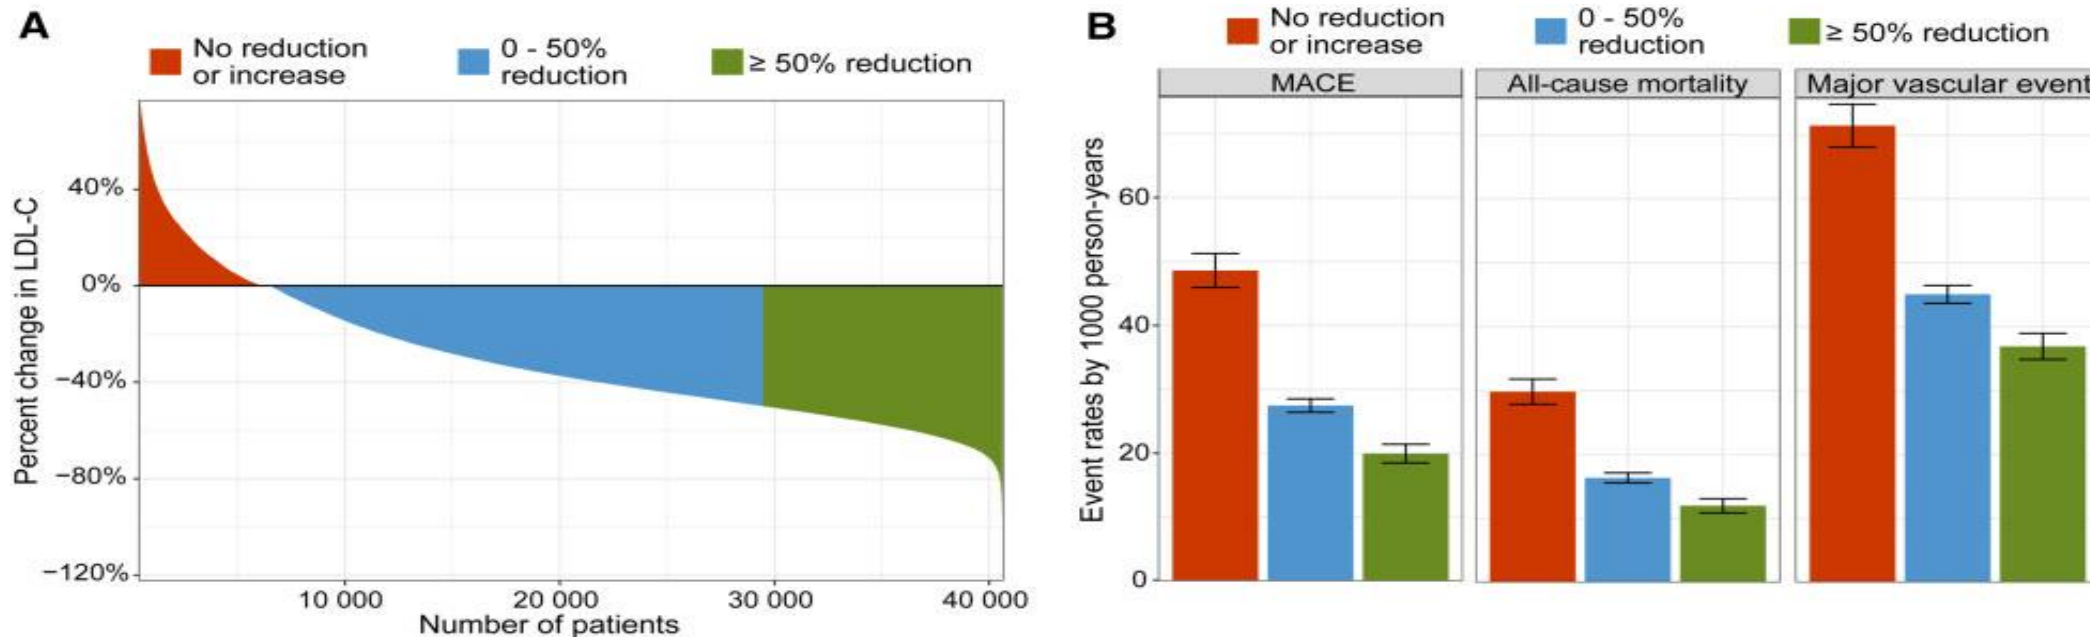 A
No reduction
or increase
0 - 50%
reduction
≥ 50% reduction
Percent change in LDL-C
40%
0%
−40%
−80%
−120%
10 000
20 000
30 000
40 000
Number of patients
B
No reduction
or increase
0 - 50%
reduction
≥ 50% reduction
MACE
All-cause mortality
Major vascular event
Event rates by 1000 person-years
60
40
20
0